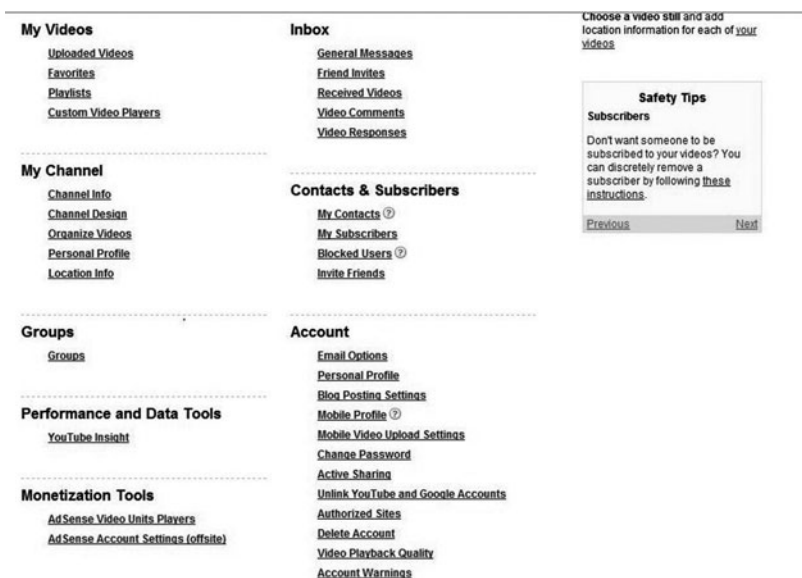 My Videos
Uploaded Videos
Favorites
Playlists
Custom Video Players
My Channel
Channel Info
Channel Design
Organize Videos
Personal Profile
Location Info
Groups
Groups
Performance and Data Tools
YouTube Insight
Monetization Tools
AdSense Video Units Players
AdSense Account Settings (offsite)
Inbox
General Messages
Friend Invites
Received Videos
Video Comments
Video Responses
Contacts & Subscribers
My Contacts ?
My Subscribers
Blocked Users ?
Invite Friends
Account
Email Options
Personal Profile
Blog Posting Settings
Mobile Profile ?
Mobile Video Upload Settings
Change Password
Active Sharing
Unlink YouTube and Google Accounts
Authorized Sites
Delete Account
Video Playback Quality
Account Warnings
Choose a video still and add
location information for each of your
videos
Safety Tips
Subscribers
Don't want someone to be
subscribed to your videos? You
can discretely remove a
subscriber by following these
instructions.
Previous Next